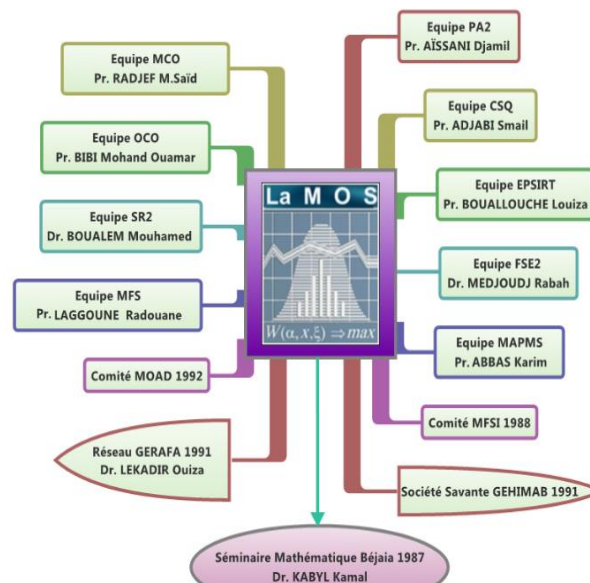 Equipe PA2
Pr. AÏSSANI Djamil
Equipe MCO
Pr. RADJEF M.Saïd
Equipe CSQ
Pr. ADJABI Smail
Equipe OCO
Pr. BIBI Mohand Ouamar
La M O S
Equipe EPSIRT
Pr. BOUALLOUCHE Louiza
Equipe SR2
Dr. BOUALEM Mouhamed
Equipe FSE2
Dr. MEDJOUDJ Rabah
Equipe MFS
Pr. LAGGOUNE Radouane
W(α,x,ξ) ⇒ max
Equipe MAPMS
Pr. ABBAS Karim
Comité MOAD 1992
Comité MFSI 1988
Réseau GERAFA 1991
Dr. LEKADIR Ouiza
Société Savante GEHIMAB 1991
Séminaire Mathématique Béjaia 1987
Dr. KABYL Kamal